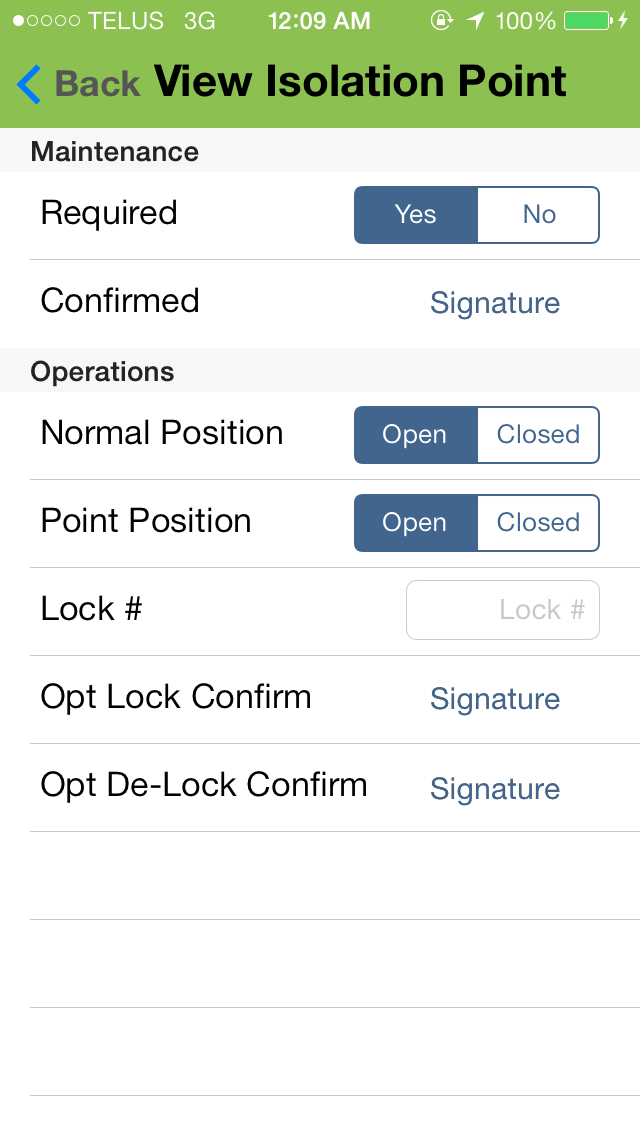 TELUS 3G 12:09 AM 100%
Back View Isolation Point
Maintenance
Required Yes No
Confirmed Signature
Operations
Normal Position Open Closed
Point Position Open Closed
Lock # Lock #
Opt Lock Confirm Signature
Opt De-Lock Confirm Signature